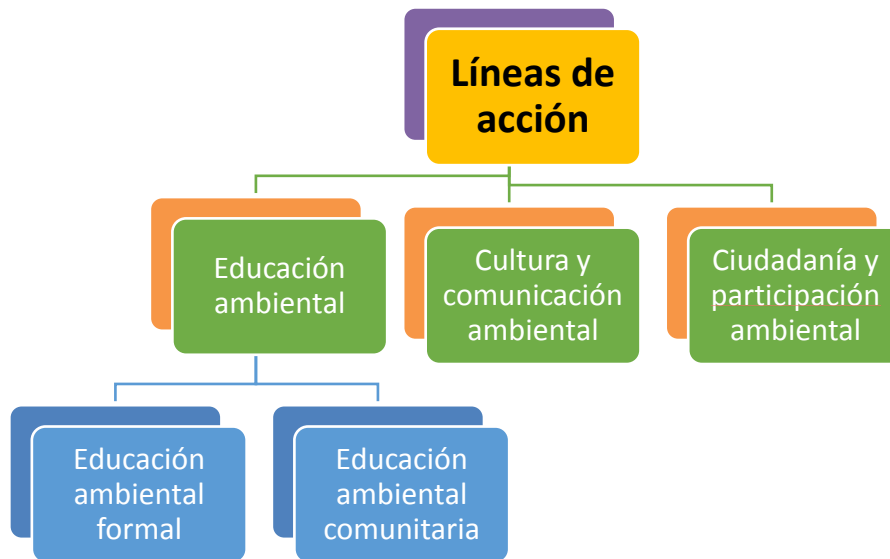 Líneas de
acción
Educación
ambiental
Cultura y
comunicación
ambiental
Ciudadanía y
participación
ambiental
Educación
ambiental
formal
Educación
ambiental
comunitaria